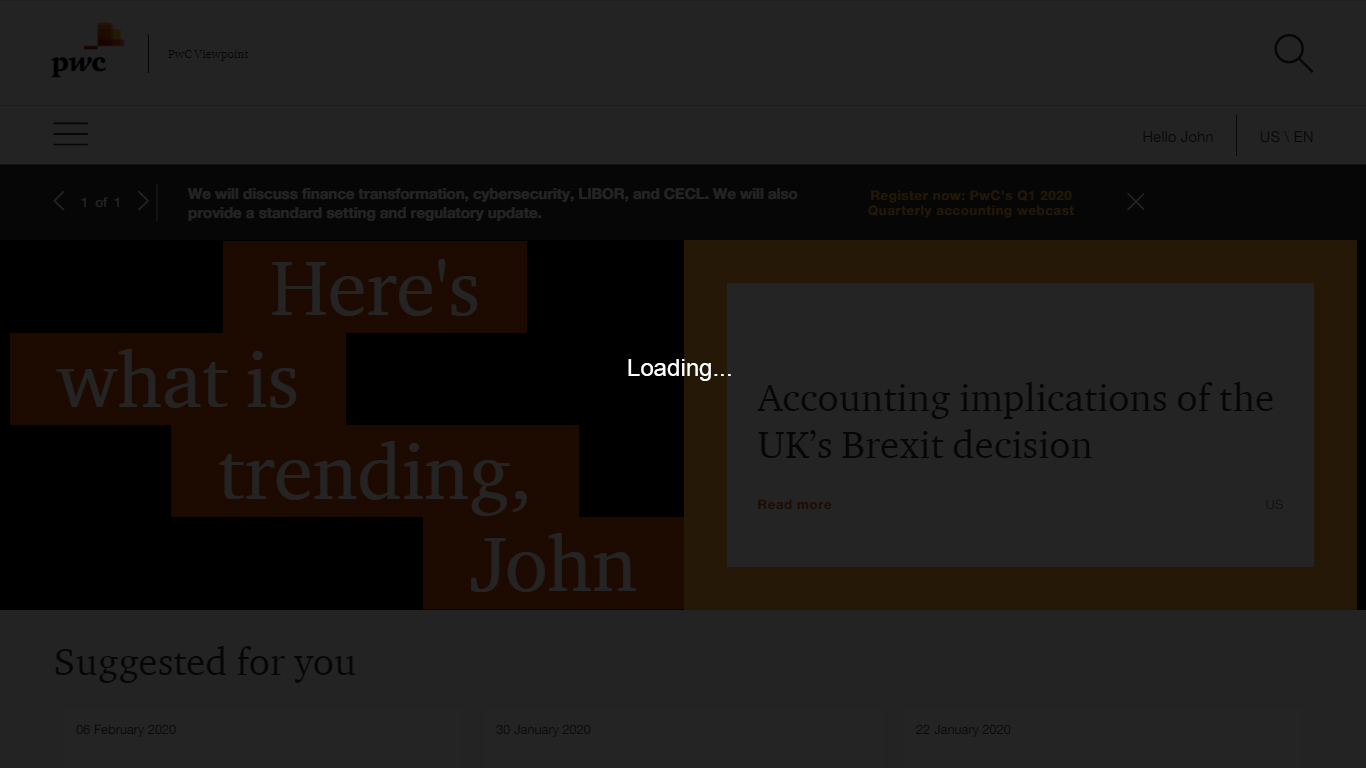 pwc
PwC Viewpoint
Hello John
US \ EN
1 of 1
We will discuss finance transformation, cybersecurity, LIBOR, and CECL. We will also
provide a standard setting and regulatory update.
Register now: PwC's Q1 2020
Quarterly accounting webcast
Here's
what is
trending,
John
Loading...
Accounting implications of the
UK’s Brexit decision
Read more
US
Suggested for you
06 February 2020
30 January 2020
22 January 2020